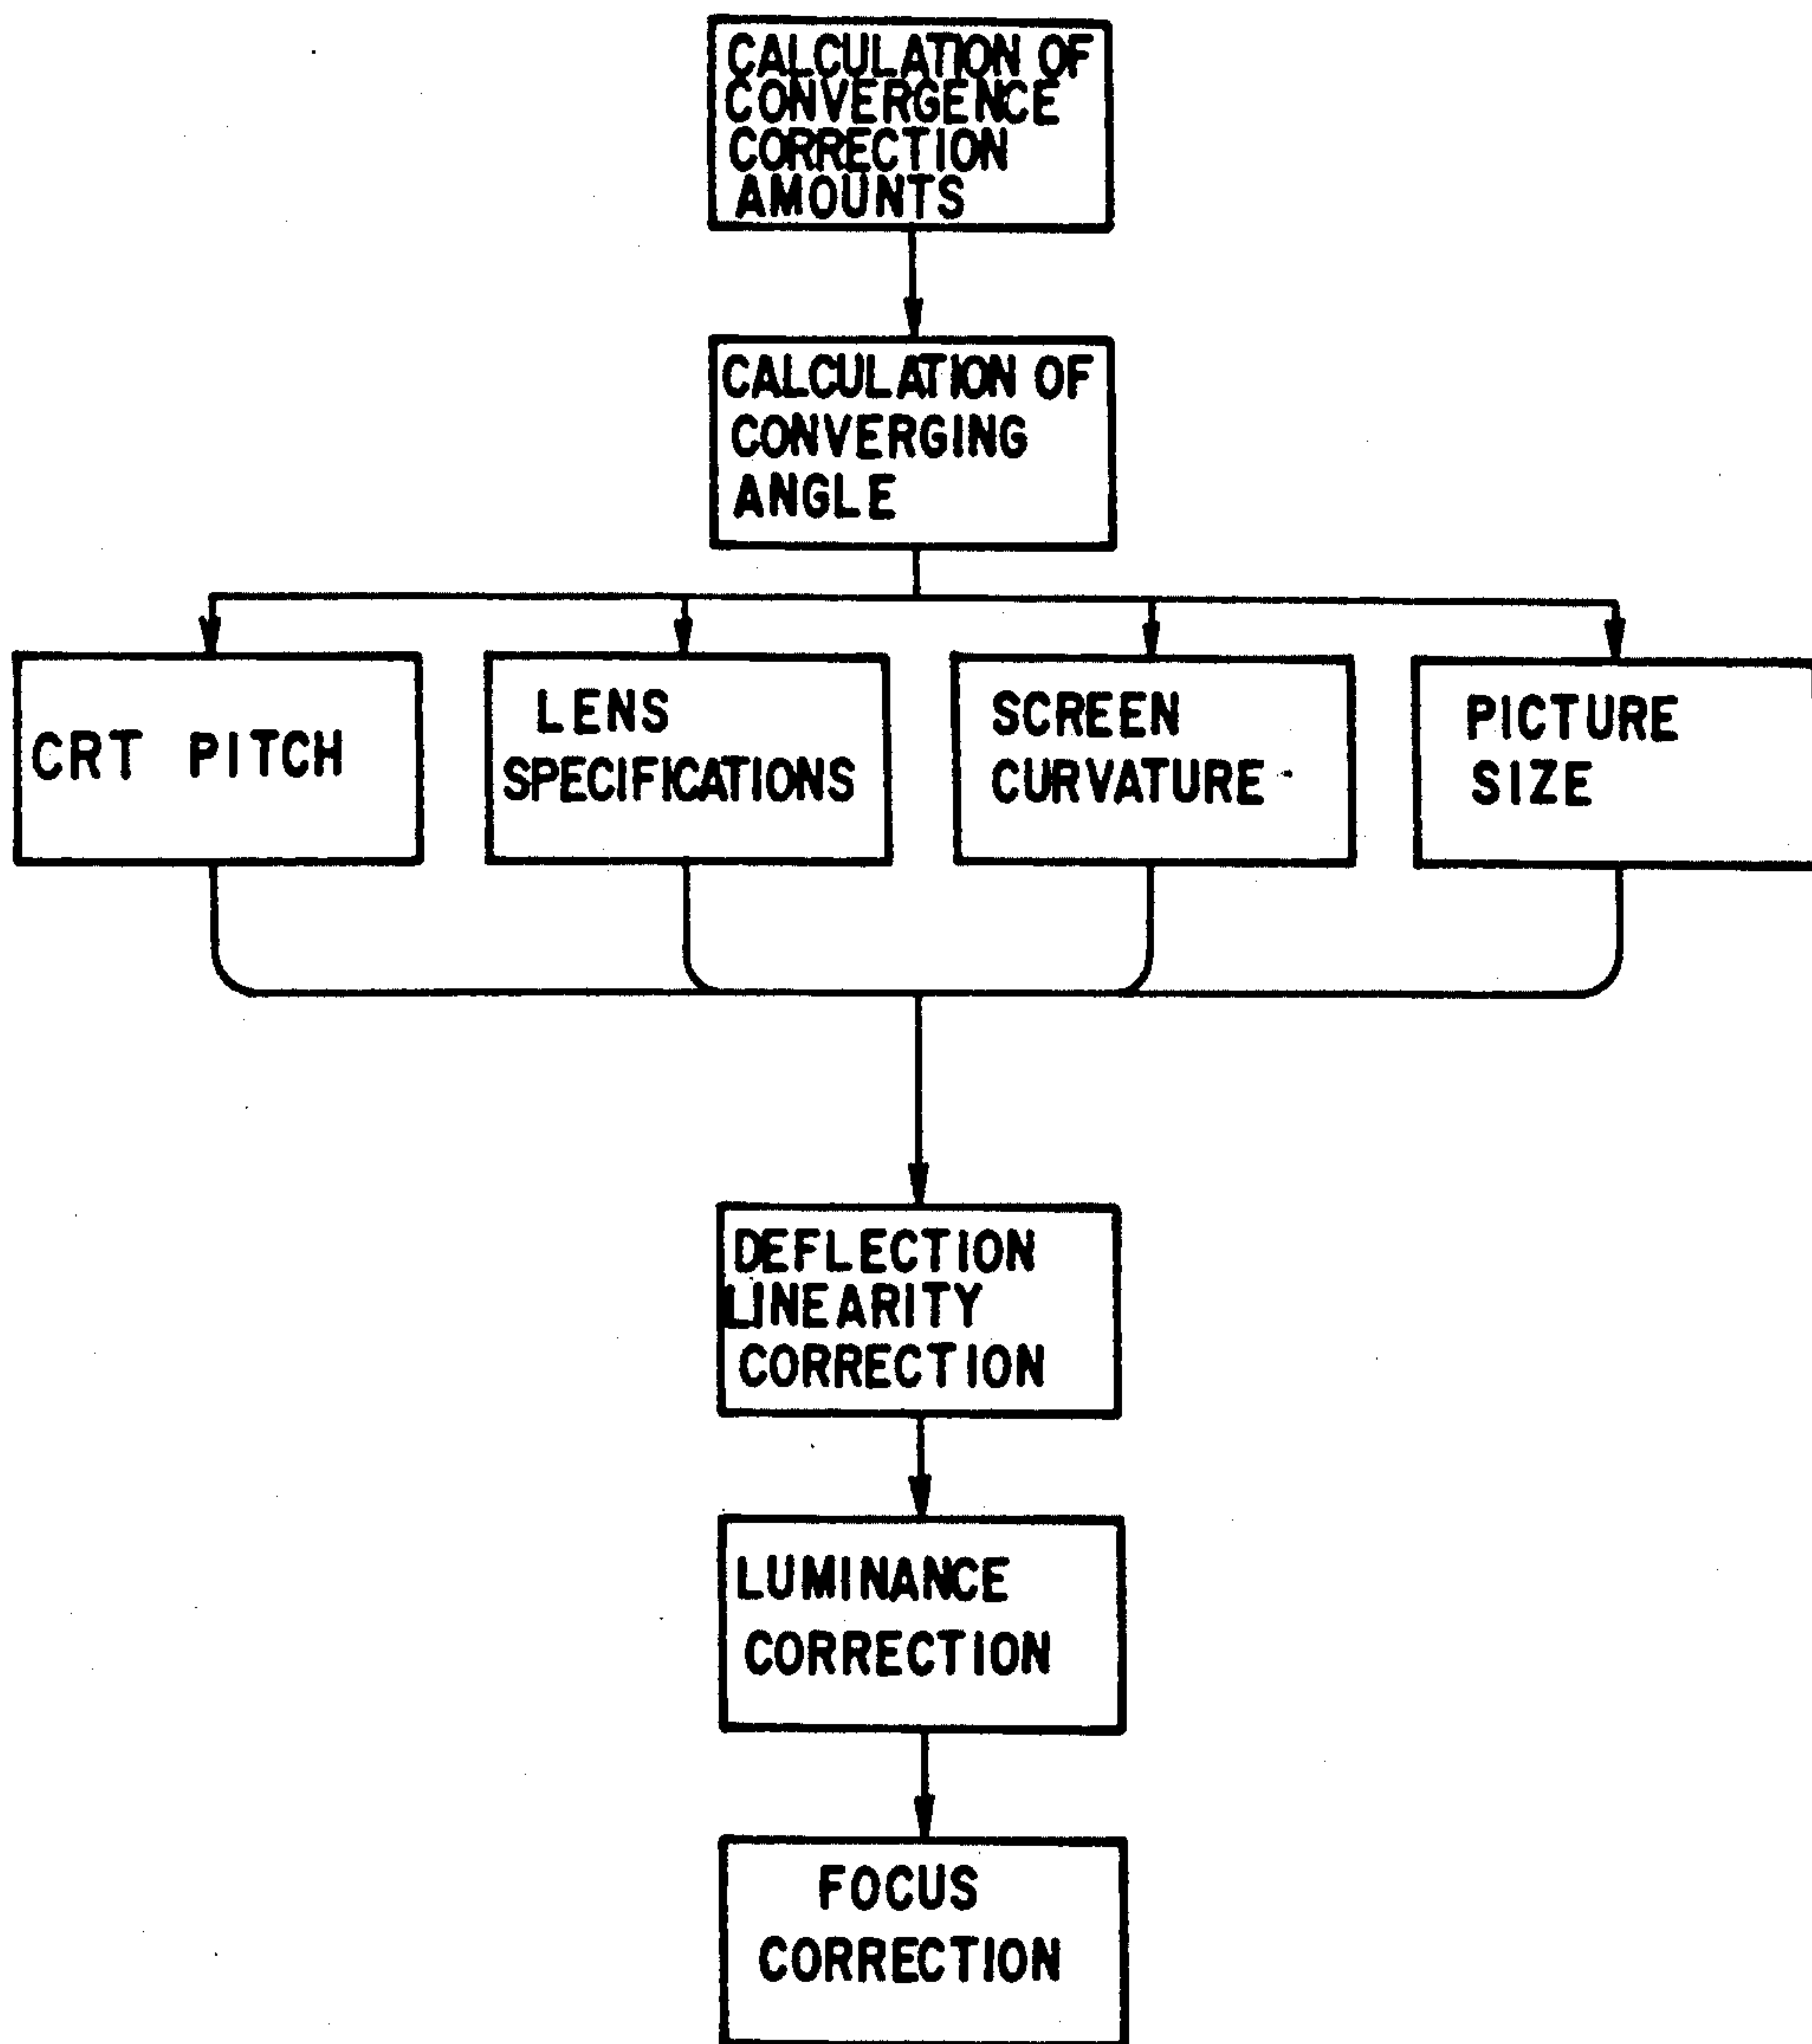 CALCULATION OF
CONVERGENCE
CORRECTION
AMOUNTS
CALCULATION OF
CONVERGING
ANGLE
CRT PITCH
LENS
SPECIFICATIONS
SCREEN
CURVATURE
PICTURE
SIZE
DEFLECTION
LINEARITY
CORRECTION
LUMINANCE
CORRECTION
FOCUS
CORRECTION